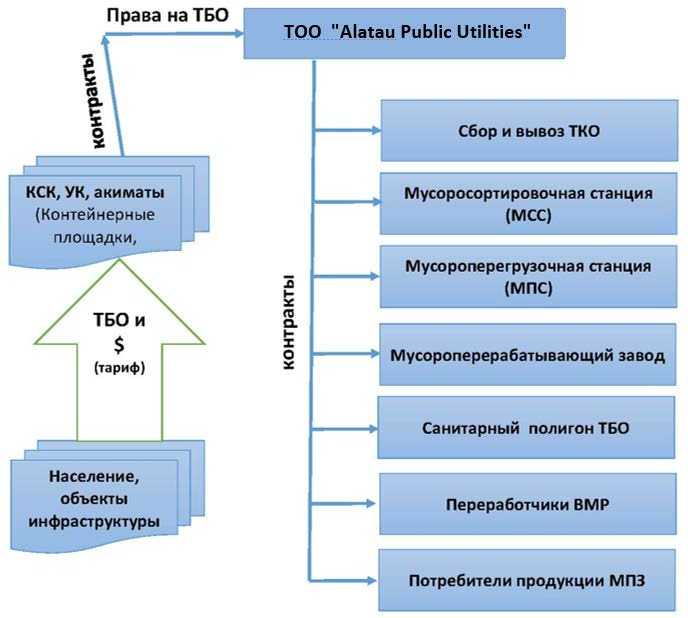 Права на ТБО
ТОО "Alatau Public Utilities"
контракты
КСК, УК, акиматы
(Контейнерные
площадки,
ТБО и
$
(тариф)
Население,
объекты
инфраструктуры
контракты
Сбор и вывоз ТКО
Мусоросортировочная станция
(МСС)
Мусороперегрузочная станция
(МПС)
Мусороперерабатывающий завод
Санитарный полигон ТБО
Переработчики ВМР
Потребители продукции МПЗ